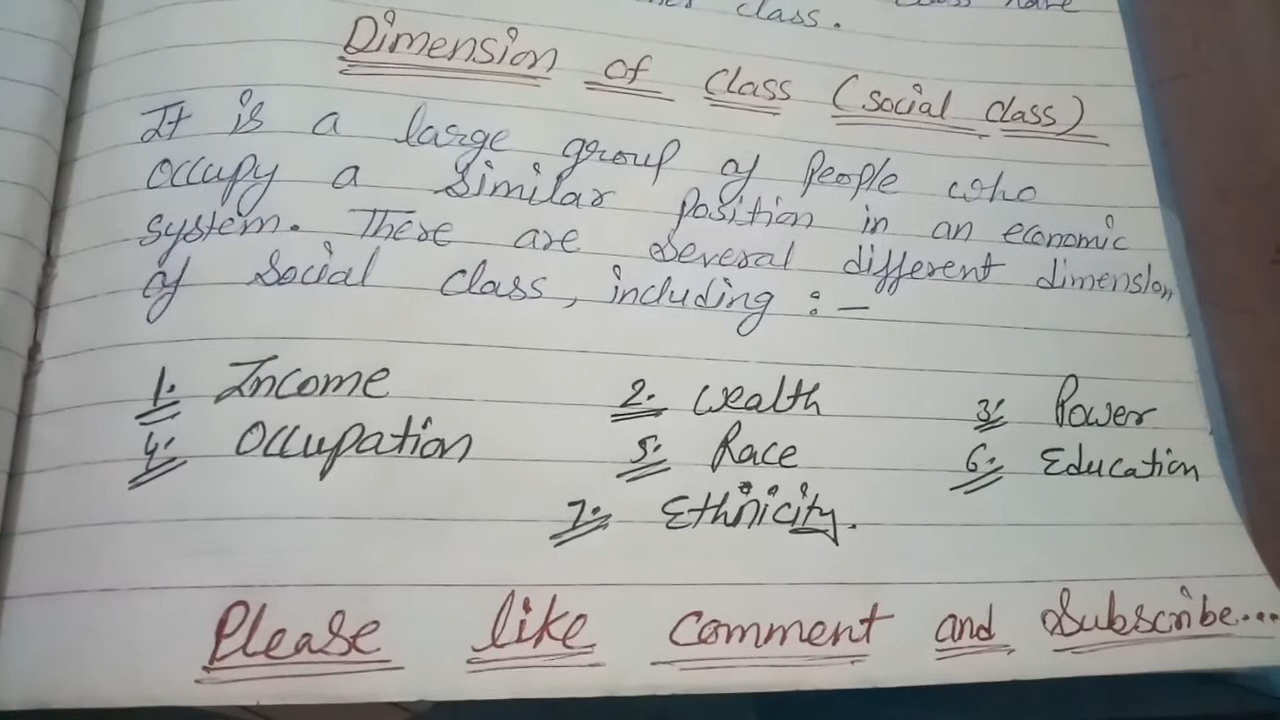 class.
Dimension of Class (Social class)
It is a large group of People who
occupy a similar position in an economic
system. There are several different dimension
of social class, including : -
1. Income 2. Wealth 3. Power
4. Occupation 5. Race 6. Education
7. Ethnicity.
Please like comment and Subscribe...